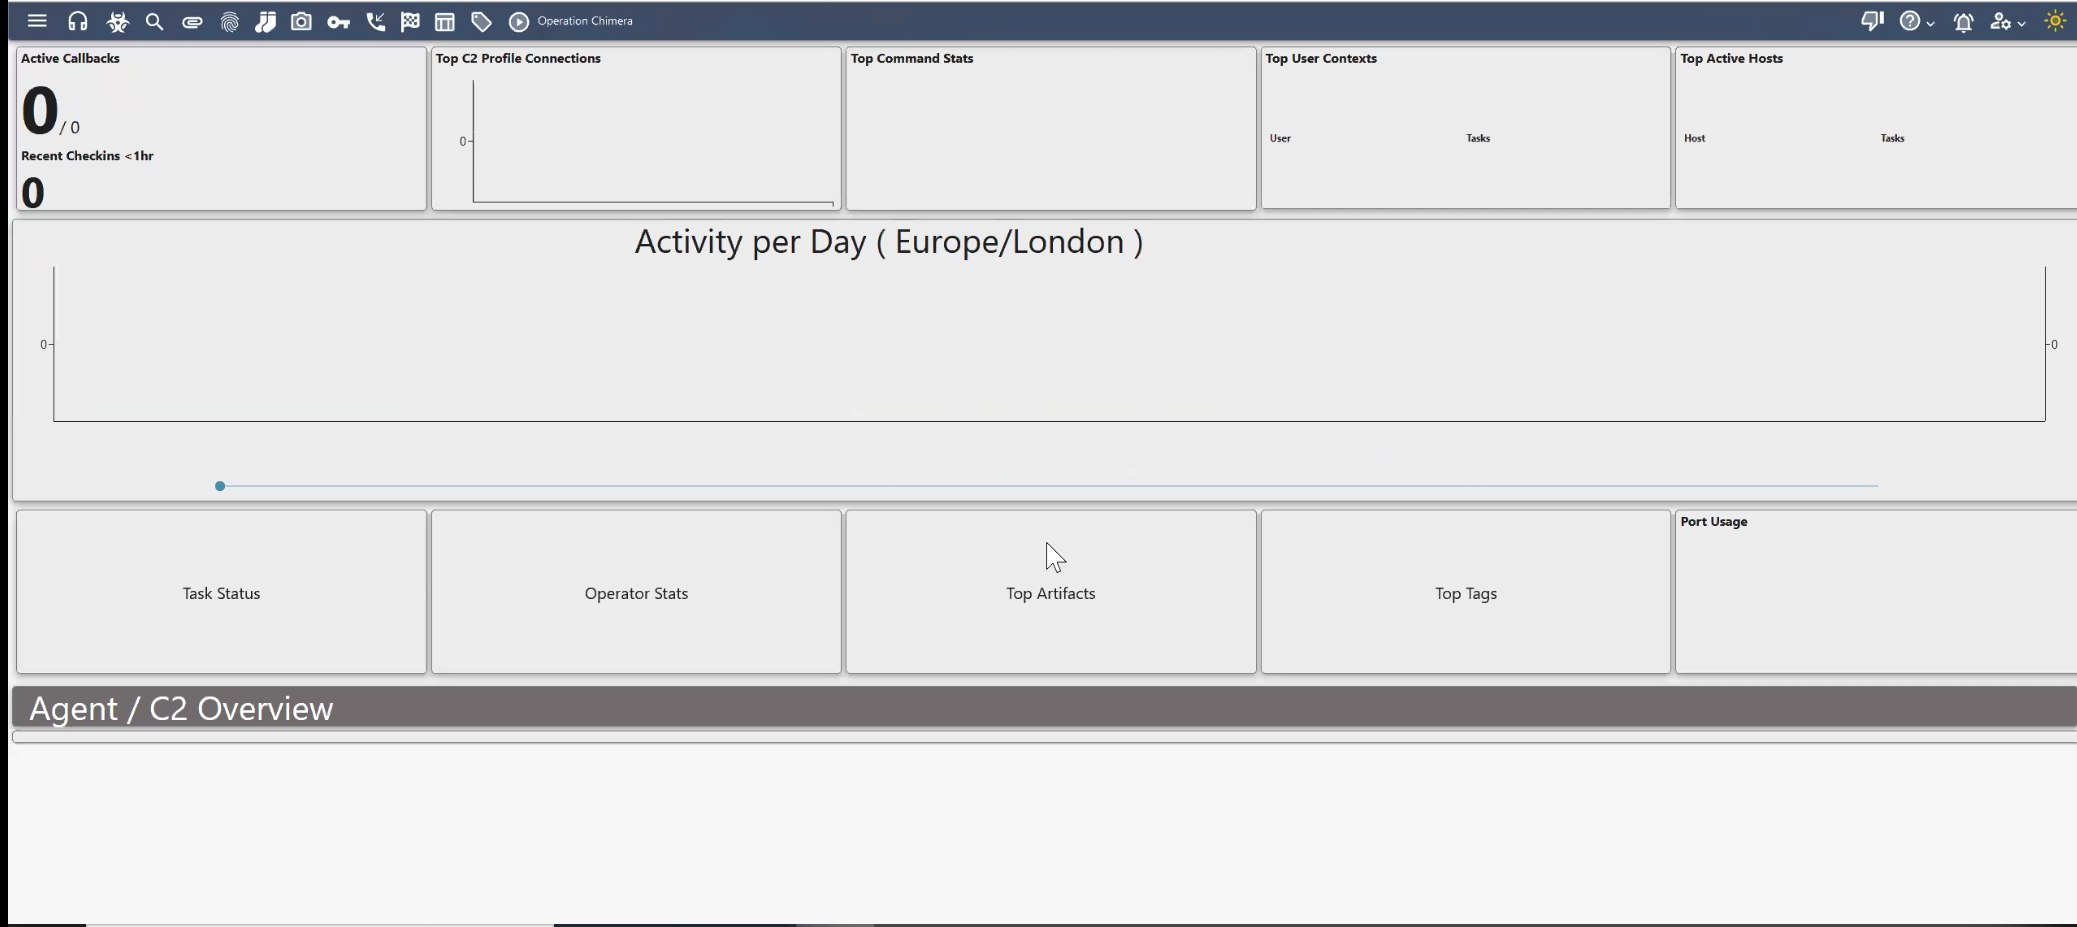 Operation Chimera
Active Callbacks
0 / 0
Recent Checkins <1hr
0
Top C2 Profile Connections
0
Top Command Stats
Top User Contexts
User Tasks
Top Active Hosts
Host Tasks
Activity per Day ( Europe/London )
0 0
Task Status
Operator Stats
Top Artifacts
Top Tags
Port Usage
Agent / C2 Overview